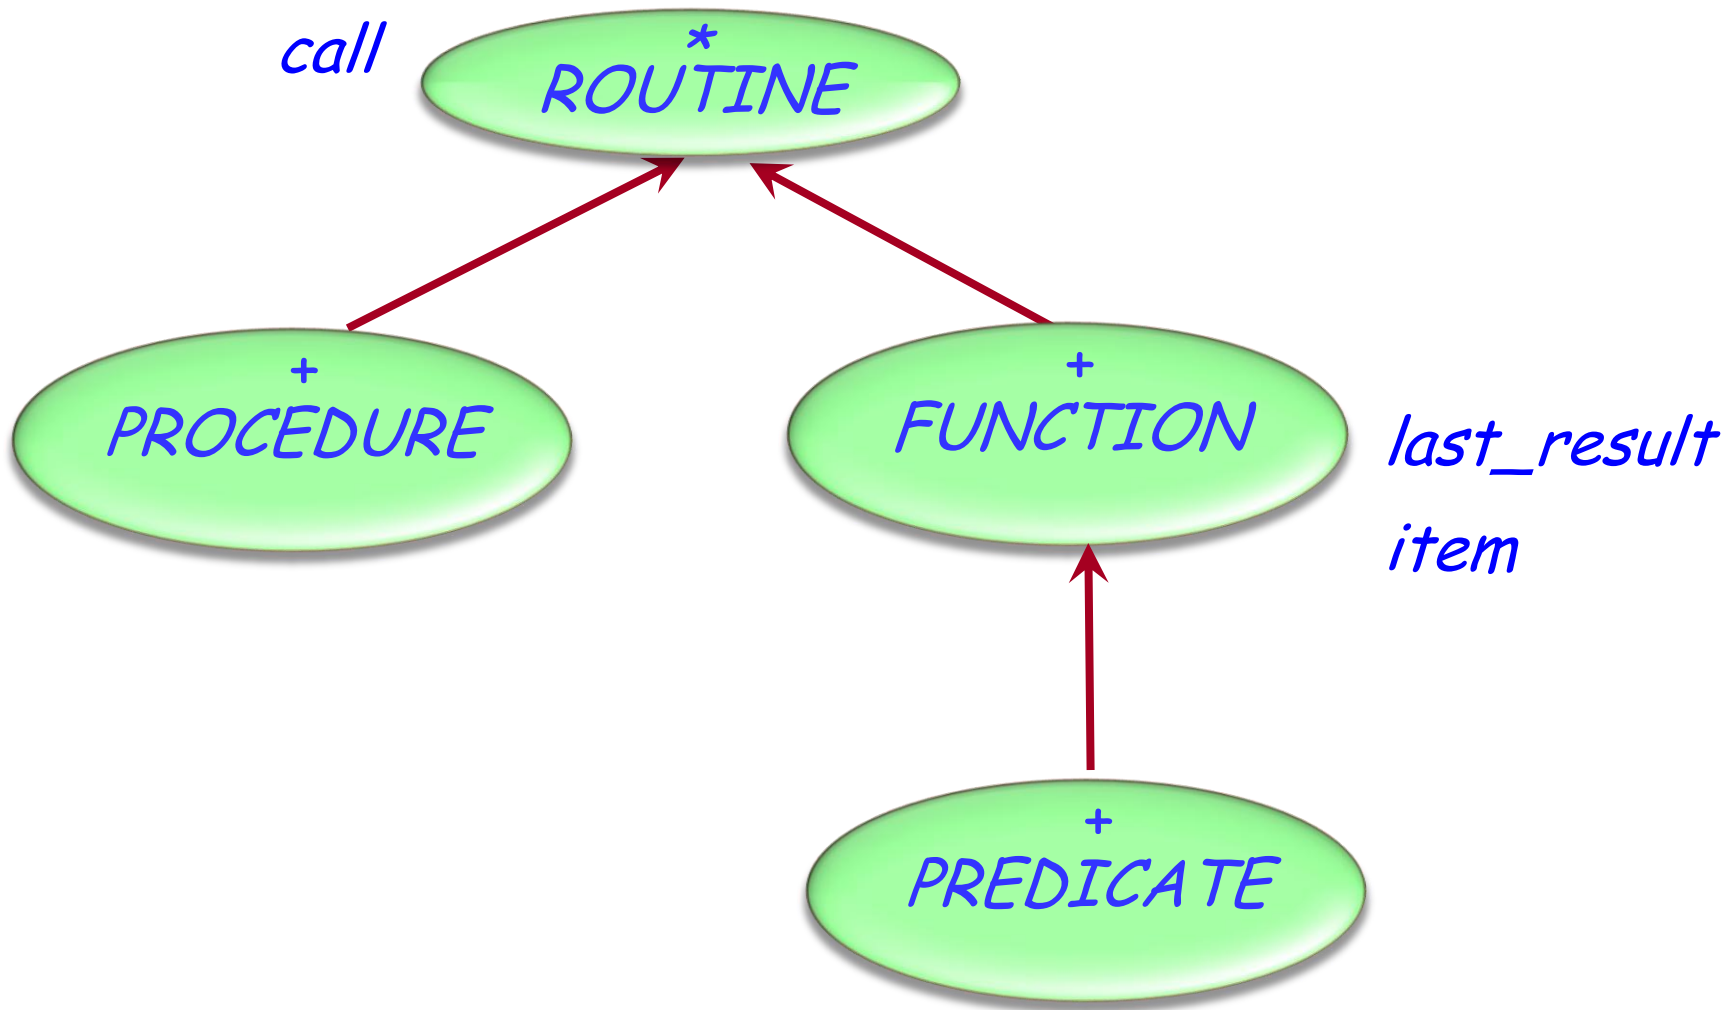 call
*
ROUTINE
+
PROCEDURE
+
FUNCTION
last_result
item
+
PREDICATE